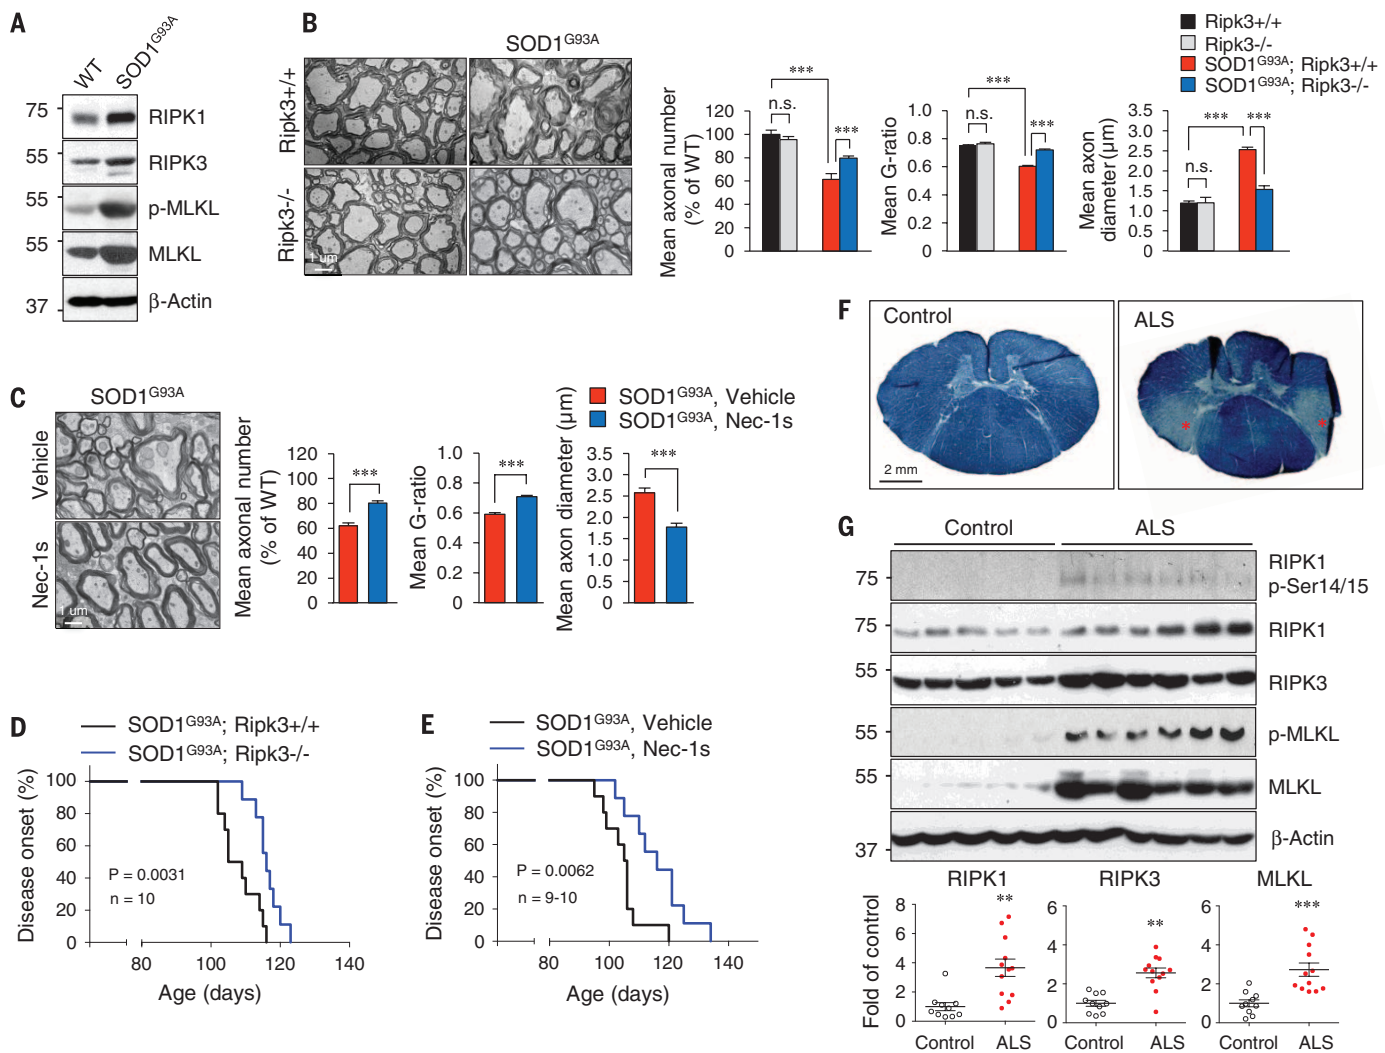 A
WT
SOD1G93A
75
RIPK1
55
RIPK3
55
p-MLKL
55
MLKL
37
β-Actin
B
SOD1G93A
Ripk3+/+
Ripk3-/-
1 um
Mean axonal number
(% of WT)
120
100
80
60
40
20
0
n.s.
***
***
Mean G-ratio
1.0
0.8
0.6
0.4
0.2
0
n.s.
***
***
Ripk3+/+
Ripk3-/-
SOD1G93A; Ripk3+/+
SOD1G93A; Ripk3-/-
Mean axon
diameter (μm)
3.5
3.0
2.5
2.0
1.5
1.0
0.5
0
n.s.
***
***
C
SOD1G93A
Vehicle
Nec-1s
1 um
Mean axonal number
(% of WT)
120
100
80
60
40
20
0
***
Mean G-ratio
1.0
0.8
0.6
0.4
0.2
0
***
SOD1G93A, Vehicle
SOD1G93A, Nec-1s
Mean axon diameter (μm)
3.5
3.0
2.5
2.0
1.5
1.0
0.5
0
***
D
SOD1G93A; Ripk3+/+
SOD1G93A; Ripk3-/-
Disease onset (%)
100
80
60
40
20
0
P = 0.0031
n = 10
80
100
120
140
Age (days)
E
SOD1G93A, Vehicle
SOD1G93A, Nec-1s
Disease onset (%)
100
80
60
40
20
0
P = 0.0062
n = 9-10
80
100
120
140
Age (days)
F
Control
2 mm
ALS
*
*
G
Control
ALS
75
RIPK1
p-Ser14/15
75
RIPK1
55
RIPK3
55
p-MLKL
55
MLKL
37
β-Actin
Fold of control
RIPK1
8
6
4
2
0
**
Control
ALS
RIPK3
6
4
2
0
**
Control
ALS
MLKL
6
4
2
0
***
Control
ALS